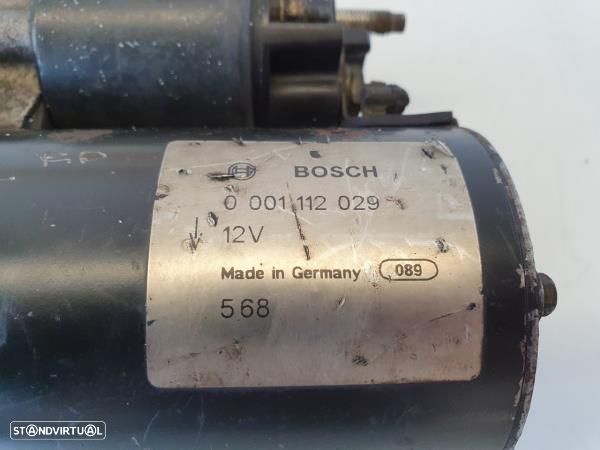 BOSCH
0 001 112 029
12V
Made in Germany 089
568
STANDVIRTUAL